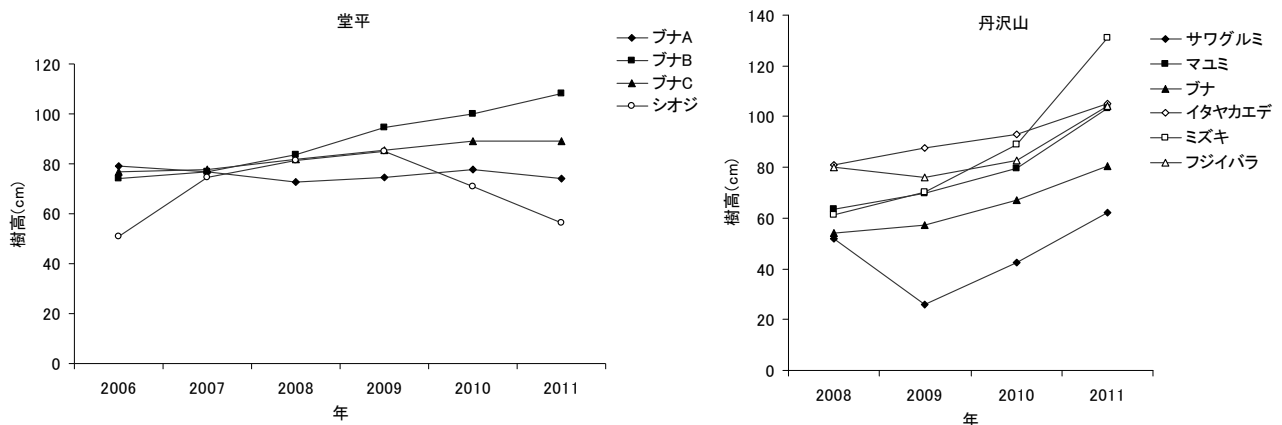 堂平
ブナA
ブナB
ブナC
シオジ
120
100
80
60
40
20
0
樹高(cm)
2006 2007 2008 2009 2010 2011
年
丹沢山
サワグルミ
マユミ
ブナ
イタヤカエデ
ミズキ
フジイバラ
140
120
100
80
60
40
20
0
樹高(cm)
2008 2009 2010 2011
年